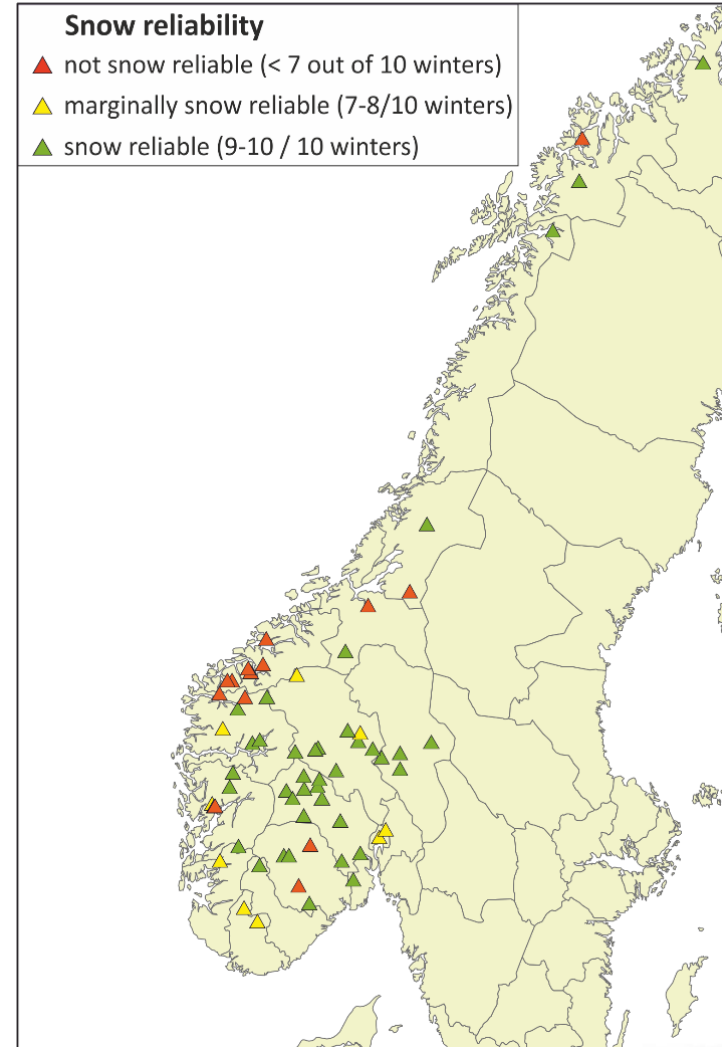 Snow reliability
not snow reliable (< 7 out of 10 winters)
marginally snow reliable (7-8/10 winters)
snow reliable (9-10 / 10 winters)